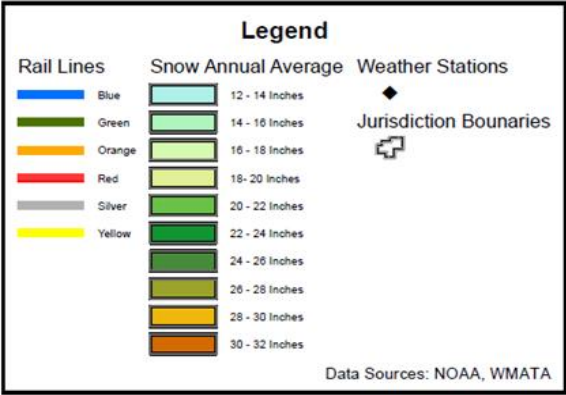 Legend
Rail Lines
Blue
Green
Orange
Red
Silver
Yellow
Snow Annual Average
12 - 14 Inches
14 - 16 Inches
16 - 18 Inches
18- 20 Inches
20 - 22 Inches
22 - 24 Inches
24 - 26 Inches
26 - 28 Inches
28 - 30 Inches
30 - 32 Inches
Weather Stations
Jurisdiction Bounaries
Data Sources: NOAA, WMATA